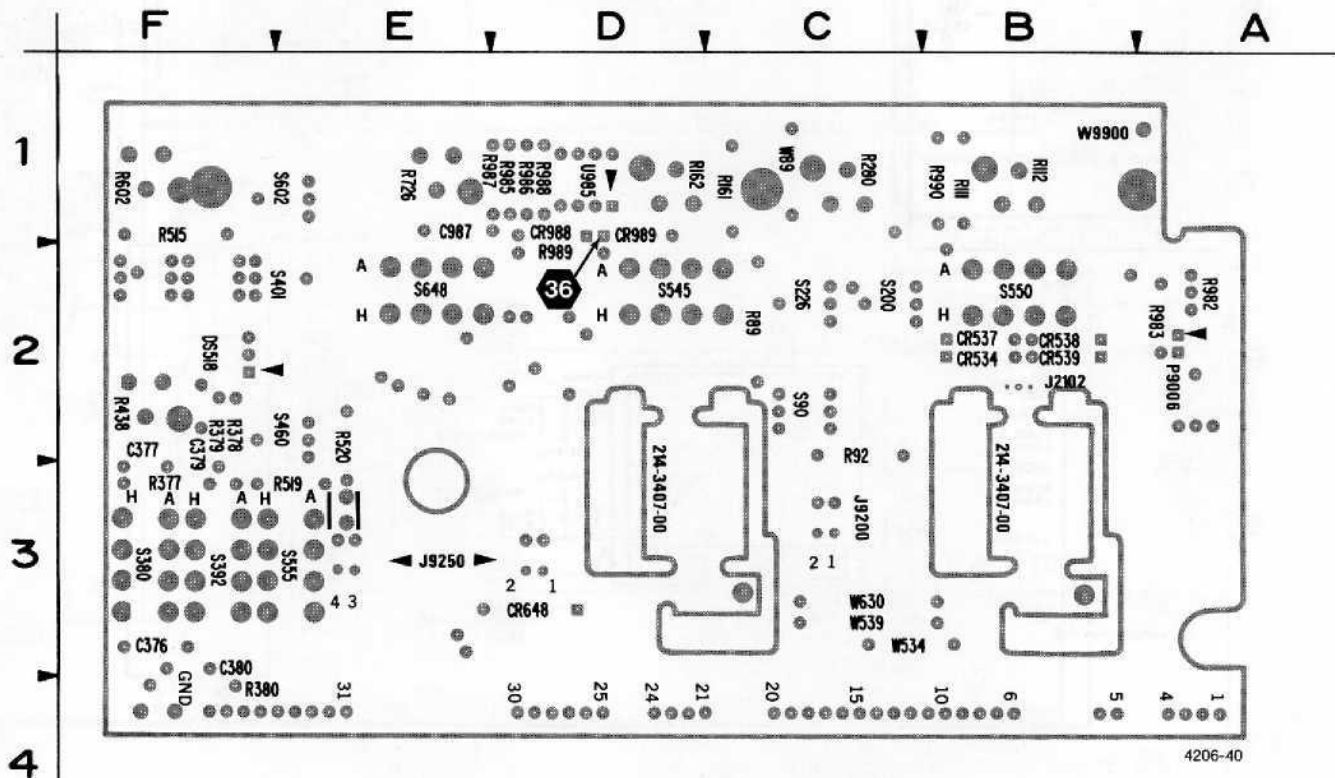 F E D C B A
1
W9900
R602
S602
R726
R987
R985
R986
R988
U985
R162
R161
W89
R280
R990
R111
R112
R515
C987
CR988
CR989
R989
S401
A
S648
H
36
A
S545
H
R89
S226
S200
A
S550
H
R982
R983
2
DS518
CR537
CR538
CR534
CR539
J2102
P9006
R438
C379
R379
R378
S460
R520
S90
C377
R377
R519
214-3407-00
R92
214-3407-00
H A H A H A
3
S380
S392
S555
J9250
J9200
4 3
2 1
2 1
CR648
W630
W539
W534
C376
C380
GND
R380
31
30
25
24
21
20
15
10
6
5
4
1
4
4206-40